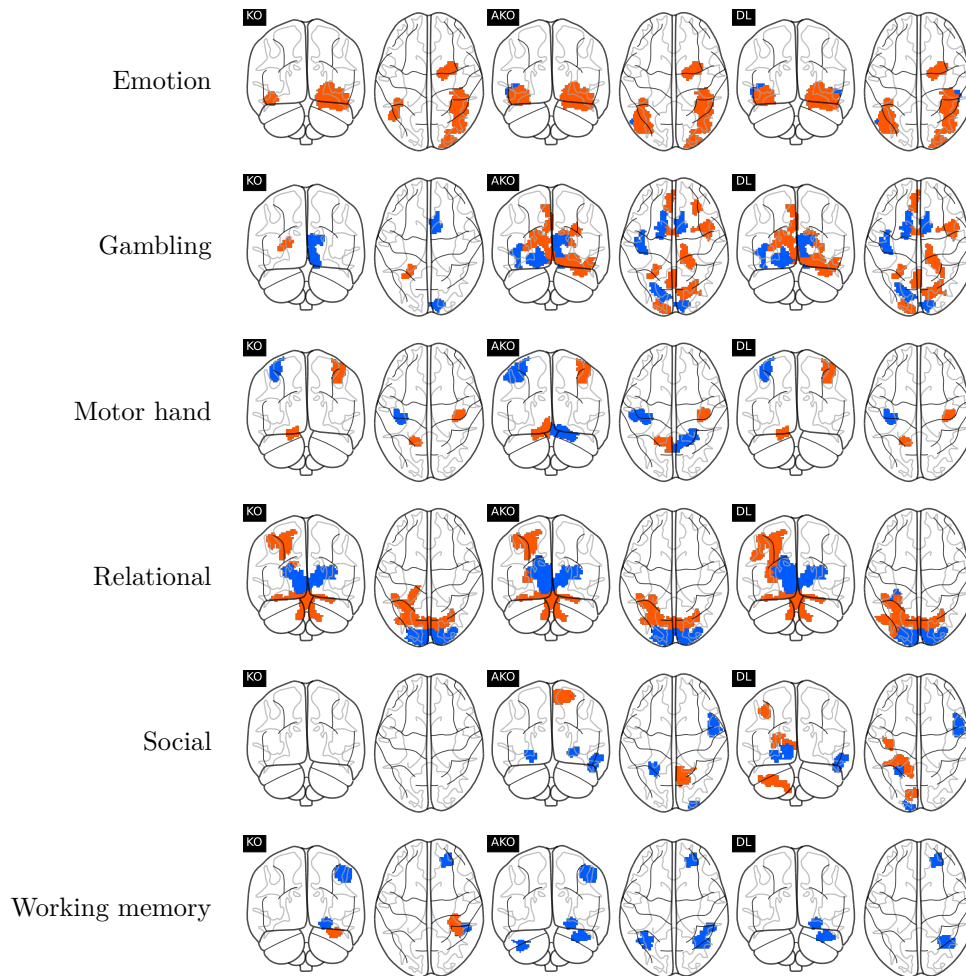 KO AKO DL
Emotion
KO AKO DL
Gambling
KO AKO DL
Motor hand
KO AKO DL
Relational
KO AKO DL
Social
KO AKO DL
Working memory